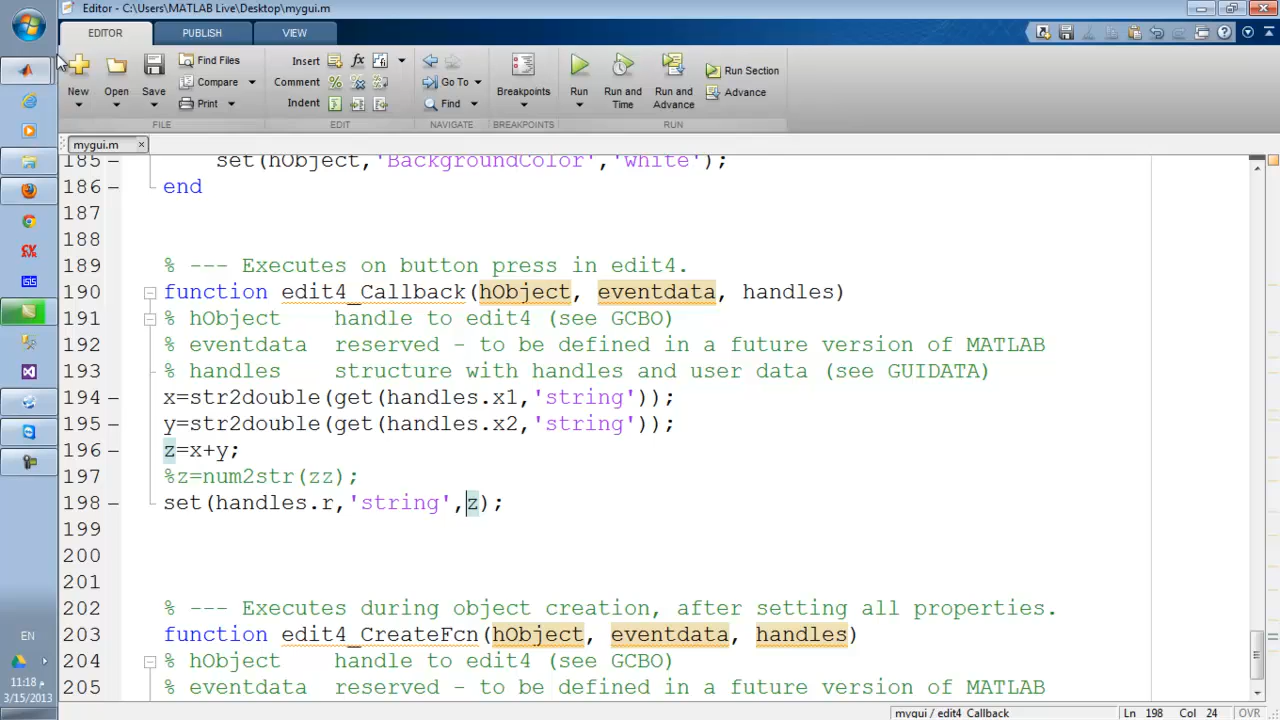 Editor - C:\Users\MATLAB Live\Desktop\mygui.m
EDITOR PUBLISH VIEW
New Open Save Find Files Compare Print
FILE
Insert fx
Comment %
Indent
EDIT
Go To
Find
NAVIGATE
Breakpoints
BREAKPOINTS
Run Run and Time Run and Advance Run Section Advance
RUN
mygui.m ×
185 set(hObject,'BackgroundColor','white');
186 – end
187
188
189 % --- Executes on button press in edit4.
190 function edit4_Callback(hObject, eventdata, handles)
191 % hObject    handle to edit4 (see GCBO)
192 % eventdata  reserved - to be defined in a future version of MATLAB
193 % handles    structure with handles and user data (see GUIDATA)
194 – x=str2double(get(handles.x1,'string'));
195 – y=str2double(get(handles.x2,'string'));
196 – z=x+y;
197 %z=num2str(zz);
198 – set(handles.r,'string',z);
199
200
201
202 % --- Executes during object creation, after setting all properties.
203 function edit4_CreateFcn(hObject, eventdata, handles)
204 % hObject    handle to edit4 (see GCBO)
205 % eventdata  reserved - to be defined in a future version of MATLAB
CV AVR
ISIS
EN
11:18 م
3/15/2013
mygui / edit4_Callback Ln 198 Col 24 OVR